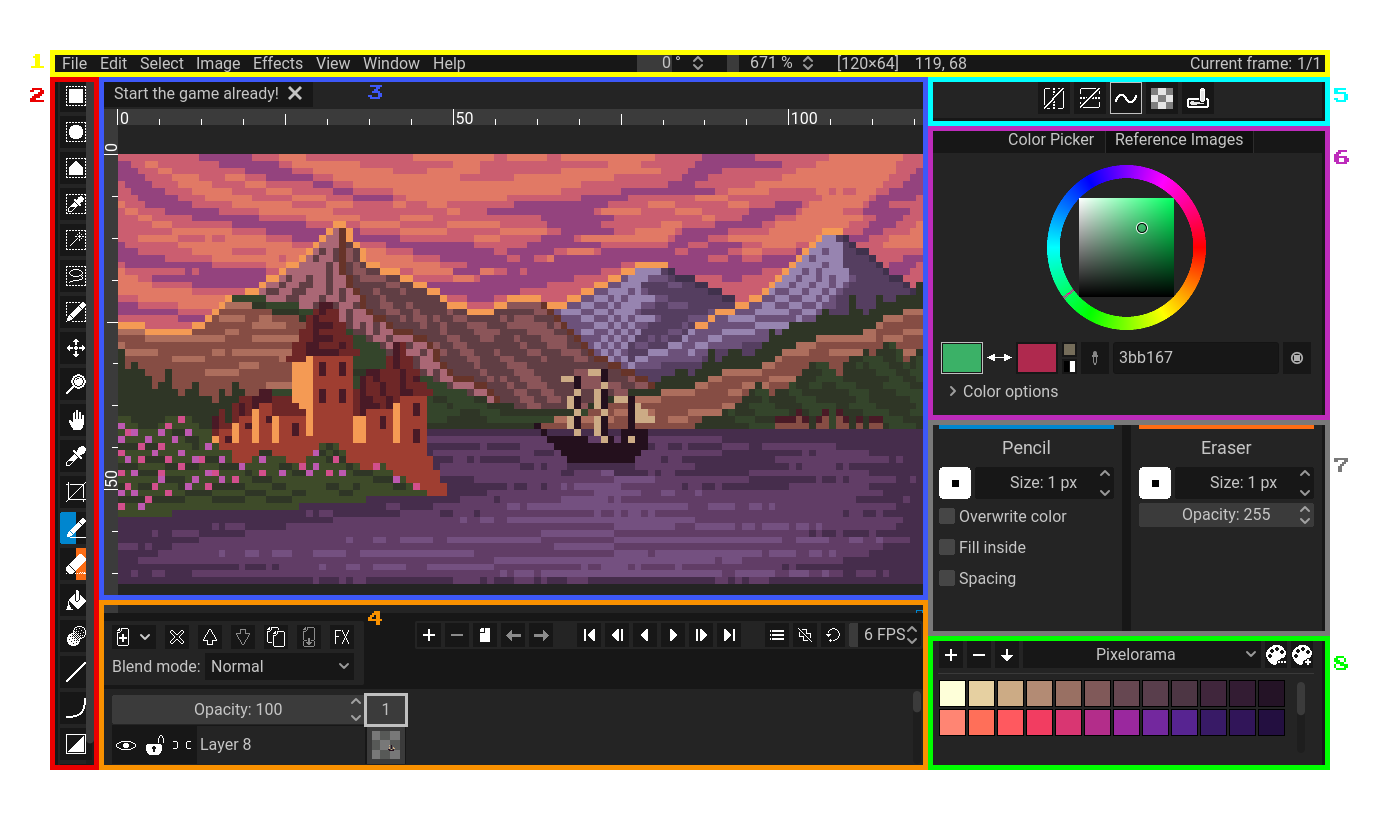 1
File Edit Select Image Effects View Window Help 0 ° 671 % [120×64] 119, 68 Current frame: 1/1
2
Start the game already!
3
5
0 50 100
0
50
Color Picker Reference Images
6
3bb167
Color options
7
Pencil Eraser
Size: 1 px Size: 1 px
Overwrite color Opacity: 255
Fill inside
Spacing
4
FX 6 FPS
Blend mode: Normal
Opacity: 100 1
Layer 8
Pixelorama
8